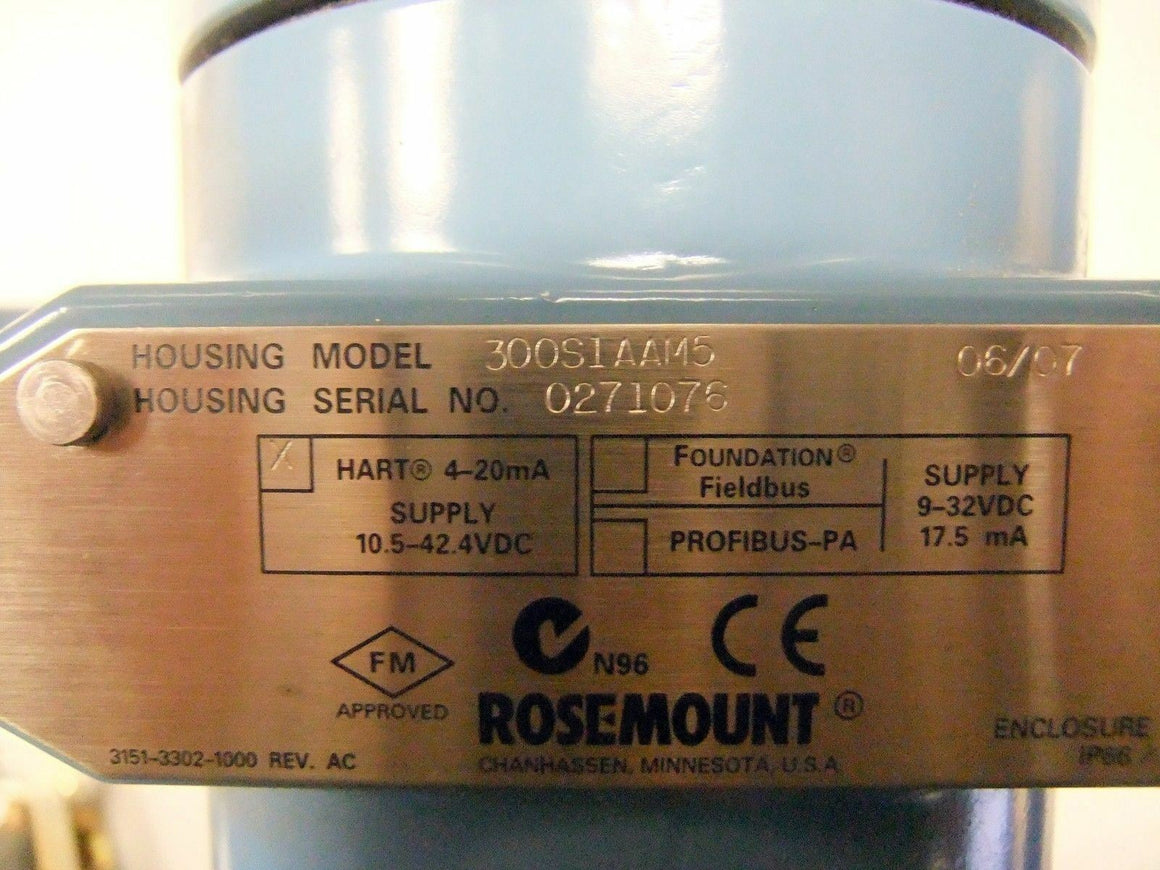 HOUSING MODEL 300S1AAM5 06/07
HOUSING SERIAL NO. 0271076
X HART® 4-20mA
SUPPLY
10.5-42.4VDC
FOUNDATION®
Fieldbus
PROFIBUS-PA
SUPPLY
9-32VDC
17.5 mA
FM
APPROVED
N96
CE
ROSEMOUNT®
CHANHASSEN, MINNESOTA, U.S.A.
3151-3302-1000 REV. AC
ENCLOSURE
IP66